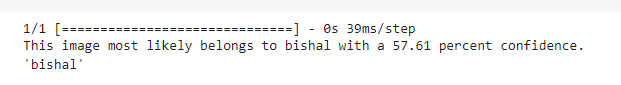 1/1 [==============================] - 0s 39ms/step
This image most likely belongs to bishal with a 57.61 percent confidence.
'bishal'